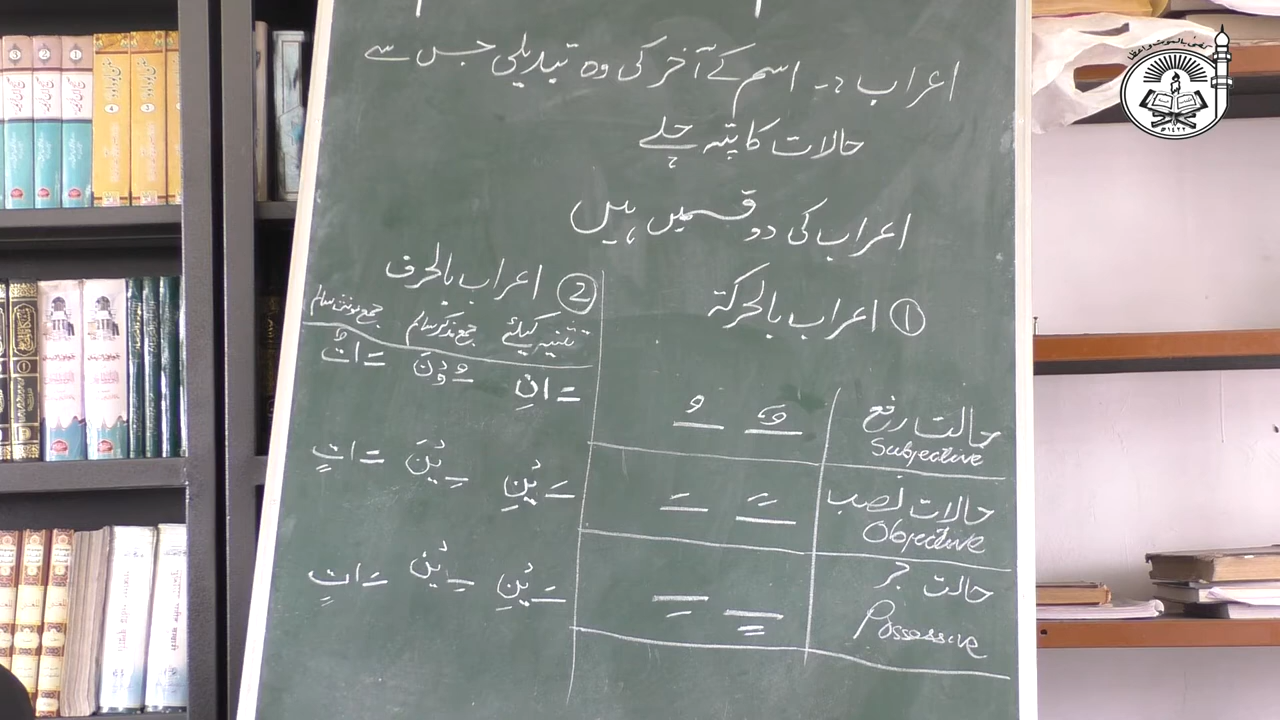 اعراب :۔ اسم کے آخر کی وہ تبدیلی جس سے
حالات کا پتہ چلے
اعراب کی دو قسمیں ہیں
① اعراب بالحرکۃ
حالت رفع
Subjective
حالات نصب
Objective
حالت جر
Possessive
② اعراب بالحرف
تثنیہ کیلئے جمع مذکر سالم جمع مونث سالم
ـَ انِ ـُ وْنَ ـَ اتٌ
ـَ یْنِ ـِ یْنَ ـَ اتٍ
ـَ یْنِ ـِ یْنَ ـَ اتٍ